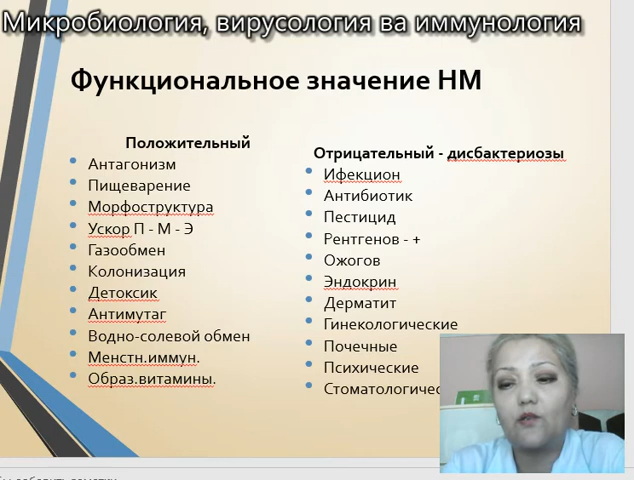 Микробиология, вирусология ва иммунология
Функциональное значение НМ
Положительный
Антагонизм
Пищеварение
Морфоструктура
Ускор П - М - Э
Газообмен
Колонизация
Детоксик
Антимутаг
Водно-солевой обмен
Менстн.иммун.
Образ.витамины.
Отрицательный - дисбактериозы
Ифекцион
Антибиотик
Пестицид
Рентгенов - +
Ожогов
Эндокрин
Дерматит
Гинекологические
Почечные
Психические
Стоматологичес